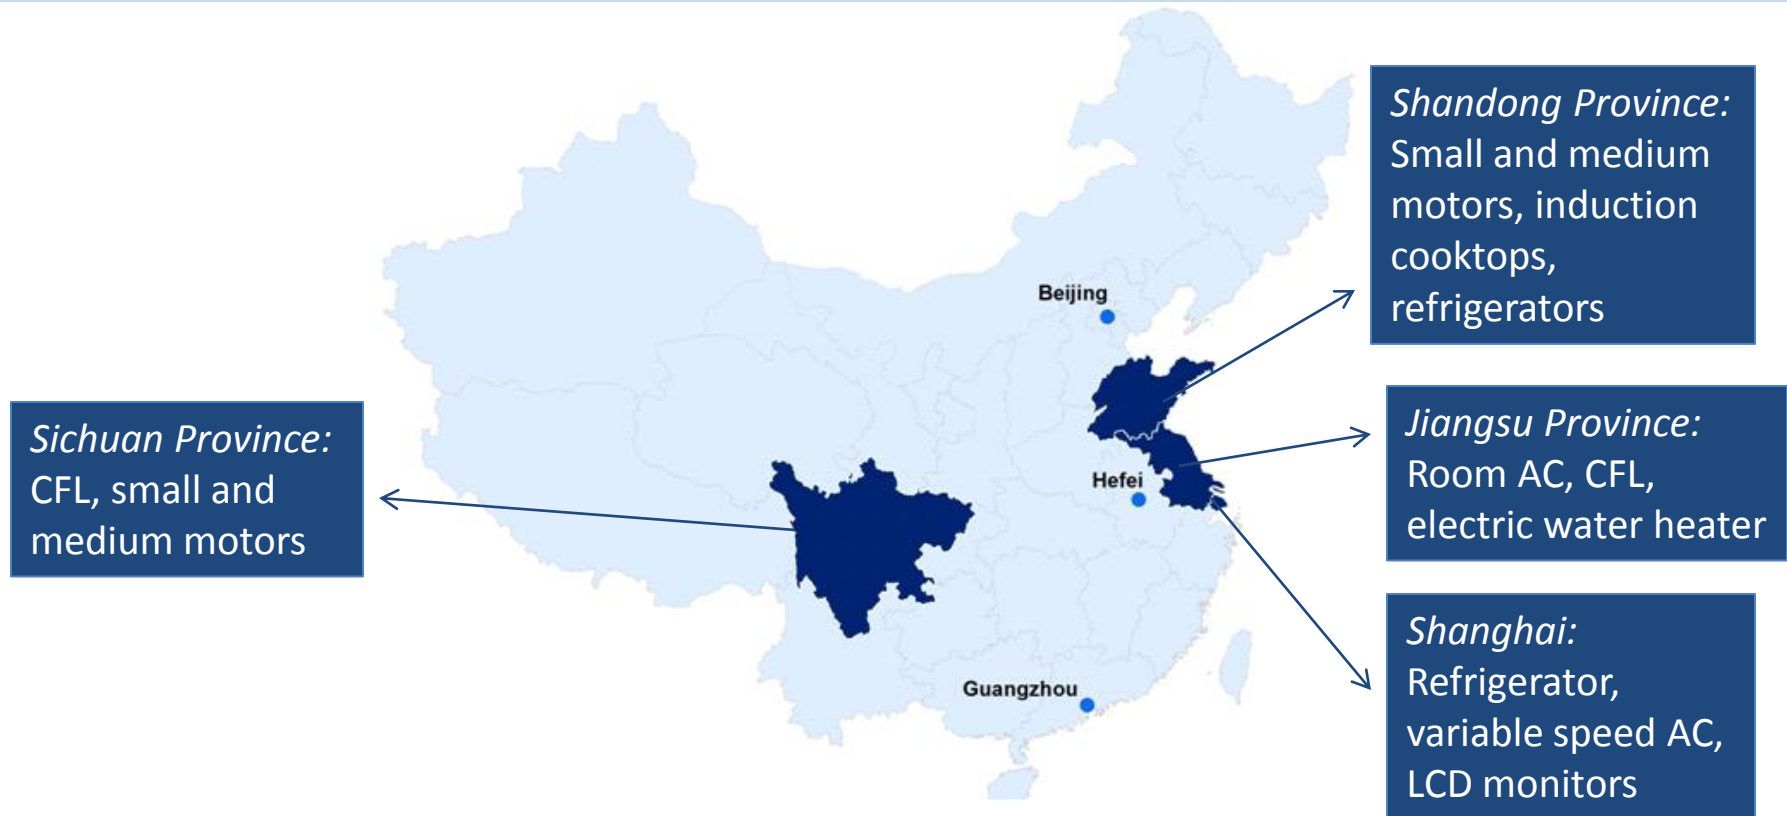 Shandong Province:
Small and medium
motors, induction
cooktops,
refrigerators
Beijing
Jiangsu Province:
Room AC, CFL,
electric water heater
Sichuan Province:
CFL, small and
medium motors
Hefei
Shanghai:
Refrigerator,
variable speed AC,
LCD monitors
Guangzhou